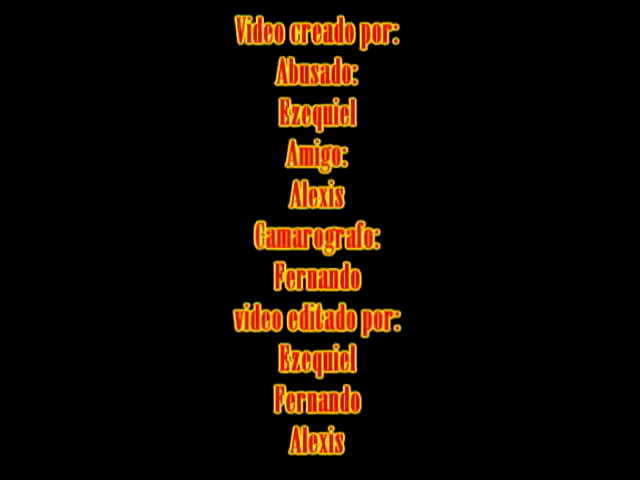 Video creado por:
Abusado:
Ezequiel
Amigo:
Alexis
Camarografo:
Fernando
video editado por:
Ezequiel
Fernando
Alexis